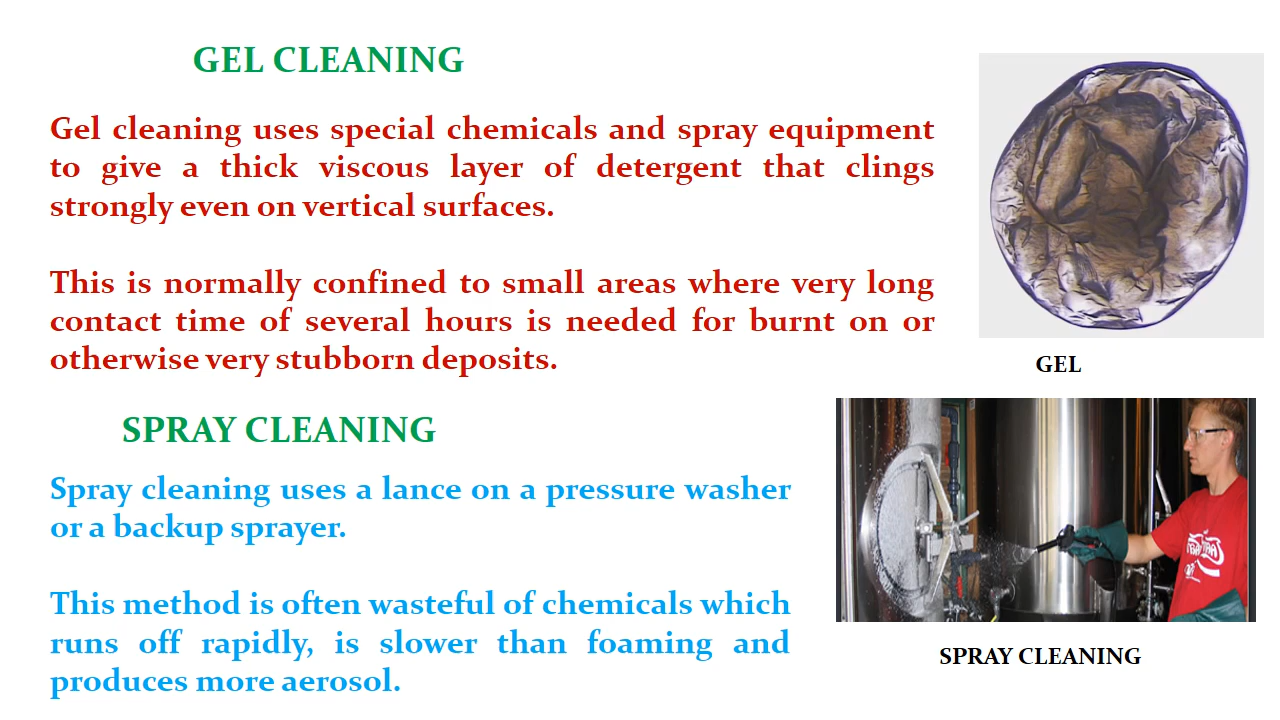 GEL CLEANING
Gel cleaning uses special chemicals and spray equipment
to give a thick viscous layer of detergent that clings
strongly even on vertical surfaces.
This is normally confined to small areas where very long
contact time of several hours is needed for burnt on or
otherwise very stubborn deposits.
GEL
SPRAY CLEANING
Spray cleaning uses a lance on a pressure washer
or a backup sprayer.
This method is often wasteful of chemicals which
runs off rapidly, is slower than foaming and
produces more aerosol.
SPRAY CLEANING